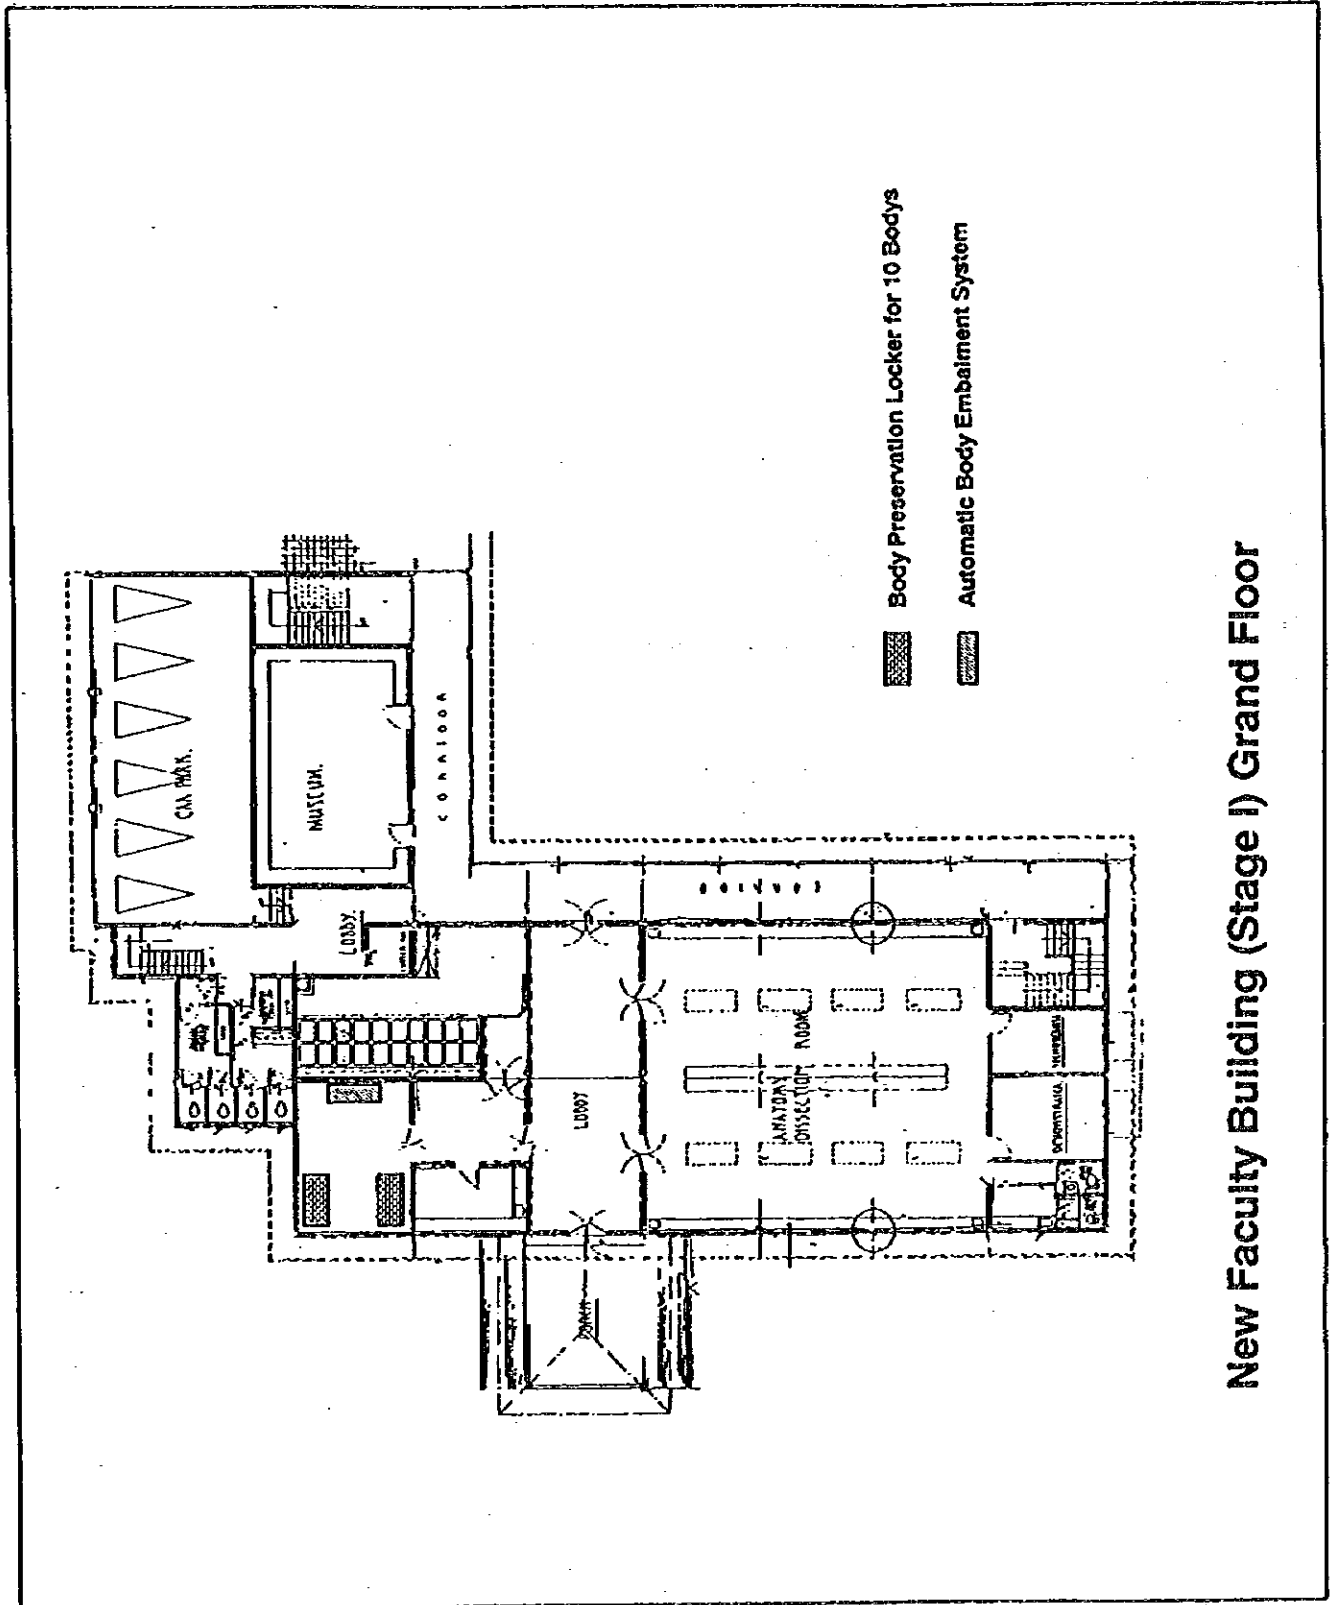 CAR PARK.
MUSEUM.
CORRIDOR
LOBBY.
LOBBY
ANATOMY
DISSECTION ROOM
PORCH
Body Preservation Locker for 10 Bodys
Automatic Body Embalment System
New Faculty Building (Stage I) Grand Floor